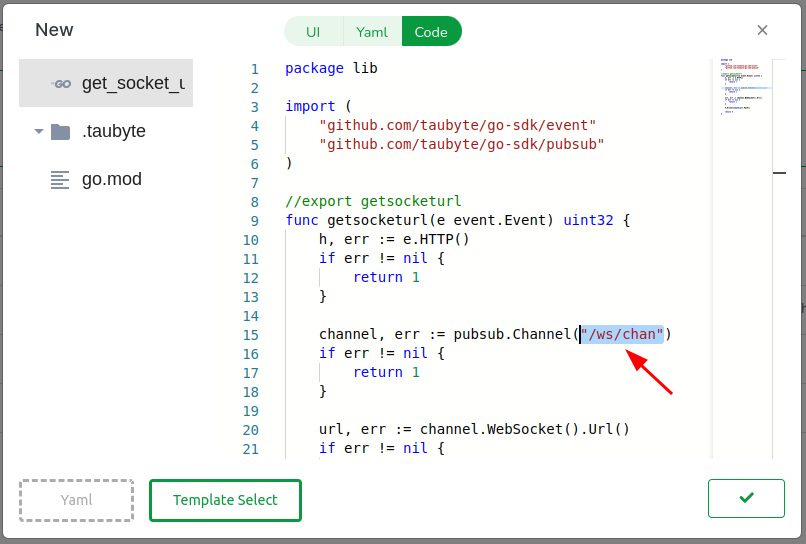 New
UI
Yaml
Code
GO
get_socket_u
.taubyte
go.mod
1 package lib
2
3 import (
4 "github.com/taubyte/go-sdk/event"
5 "github.com/taubyte/go-sdk/pubsub"
6 )
7
8 //export getsocketurl
9 func getsocketurl(e event.Event) uint32 {
10 h, err := e.HTTP()
11 if err != nil {
12 return 1
13 }
14
15 channel, err := pubsub.Channel("/ws/chan")
16 if err != nil {
17 return 1
18 }
19
20 url, err := channel.WebSocket().Url()
21 if err != nil {
Yaml
Template Select